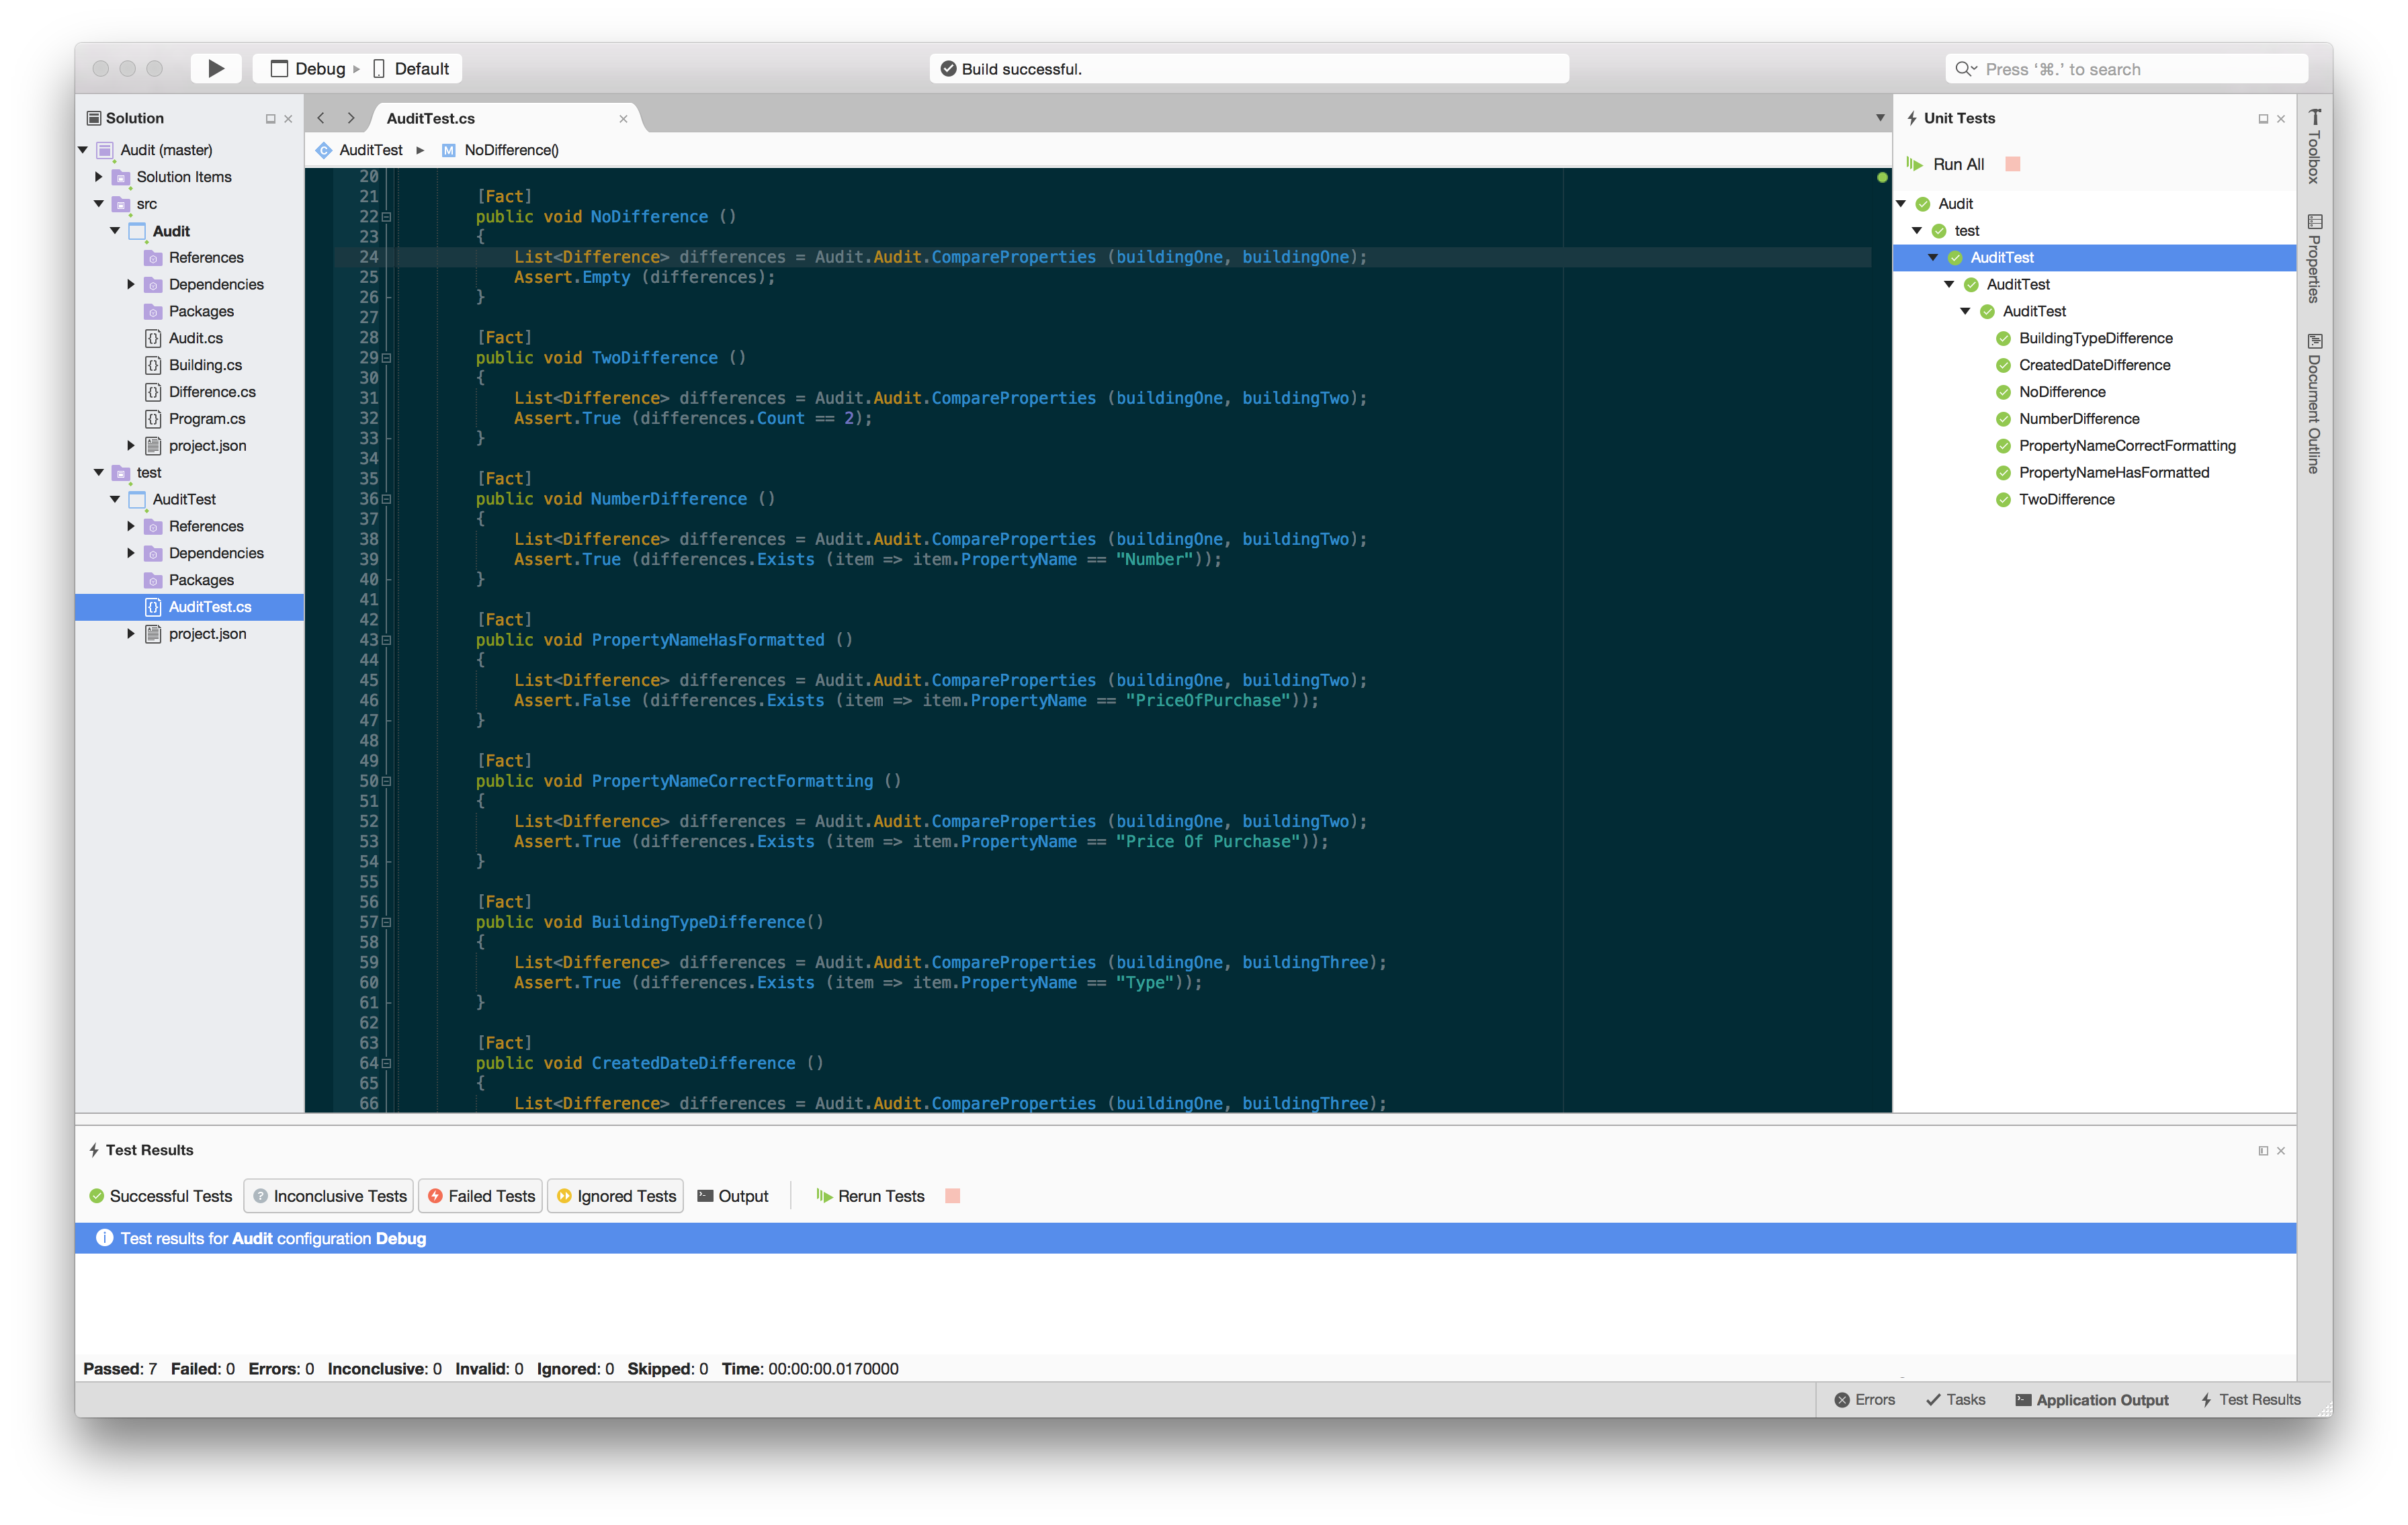 Debug Default
Build successful.
Press ‘⌘.’ to search
Solution
Audit (master)
Solution Items
src
Audit
References
Dependencies
Packages
Audit.cs
Building.cs
Difference.cs
Program.cs
project.json
test
AuditTest
References
Dependencies
Packages
AuditTest.cs
project.json
AuditTest.cs
AuditTest ▸ M NoDifference()
20
21 [Fact]
22 public void NoDifference ()
23 {
24 List<Difference> differences = Audit.Audit.CompareProperties (buildingOne, buildingOne);
25 Assert.Empty (differences);
26 }
27
28 [Fact]
29 public void TwoDifference ()
30 {
31 List<Difference> differences = Audit.Audit.CompareProperties (buildingOne, buildingTwo);
32 Assert.True (differences.Count == 2);
33 }
34
35 [Fact]
36 public void NumberDifference ()
37 {
38 List<Difference> differences = Audit.Audit.CompareProperties (buildingOne, buildingTwo);
39 Assert.True (differences.Exists (item => item.PropertyName == "Number"));
40 }
41
42 [Fact]
43 public void PropertyNameHasFormatted ()
44 {
45 List<Difference> differences = Audit.Audit.CompareProperties (buildingOne, buildingTwo);
46 Assert.False (differences.Exists (item => item.PropertyName == "PriceOfPurchase"));
47 }
48
49 [Fact]
50 public void PropertyNameCorrectFormatting ()
51 {
52 List<Difference> differences = Audit.Audit.CompareProperties (buildingOne, buildingTwo);
53 Assert.True (differences.Exists (item => item.PropertyName == "Price Of Purchase"));
54 }
55
56 [Fact]
57 public void BuildingTypeDifference()
58 {
59 List<Difference> differences = Audit.Audit.CompareProperties (buildingOne, buildingThree);
60 Assert.True (differences.Exists (item => item.PropertyName == "Type"));
61 }
62
63 [Fact]
64 public void CreatedDateDifference ()
65 {
66 List<Difference> differences = Audit.Audit.CompareProperties (buildingOne, buildingThree);
Unit Tests
Run All
Audit
test
AuditTest
AuditTest
AuditTest
BuildingTypeDifference
CreatedDateDifference
NoDifference
NumberDifference
PropertyNameCorrectFormatting
PropertyNameHasFormatted
TwoDifference
Toolbox
Properties
Document Outline
Test Results
Successful Tests Inconclusive Tests Failed Tests Ignored Tests Output Rerun Tests
Test results for Audit configuration Debug
Passed: 7 Failed: 0 Errors: 0 Inconclusive: 0 Invalid: 0 Ignored: 0 Skipped: 0 Time: 00:00:00.0170000
Errors Tasks Application Output Test Results